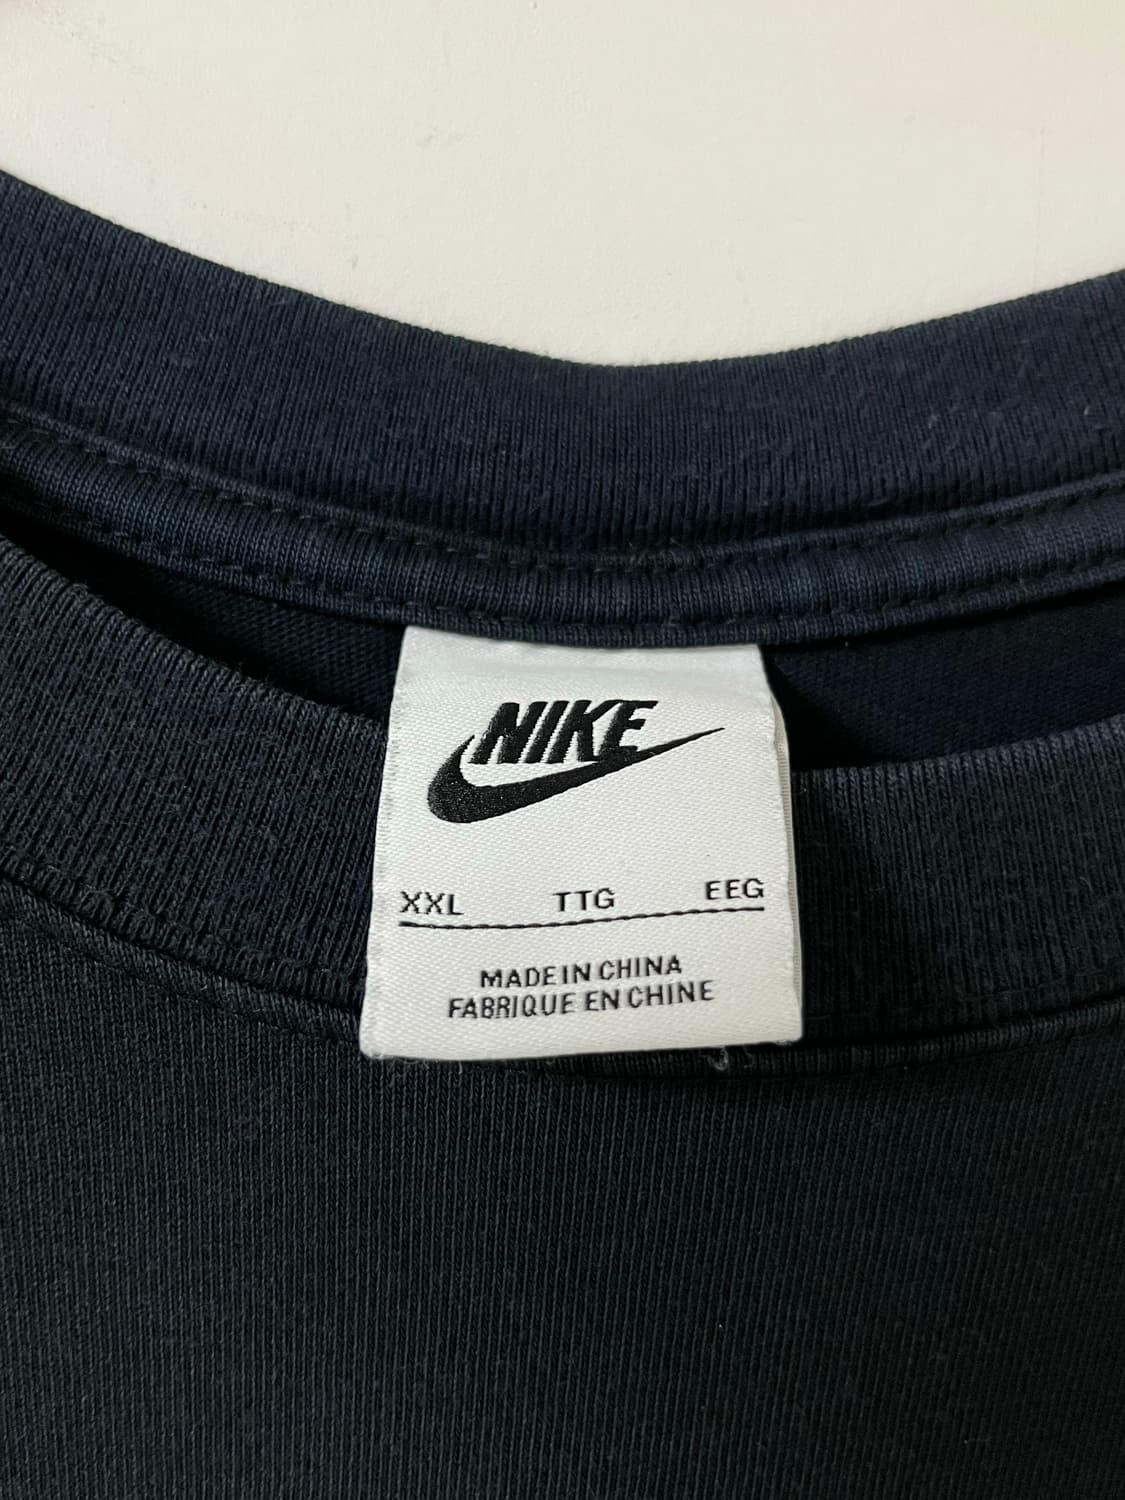 NIKE
XXL TTG EEG
MADE IN CHINA
FABRIQUE EN CHINE